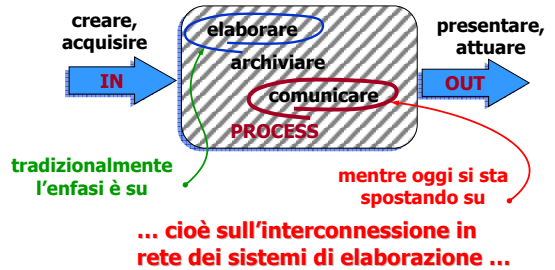 creare,
acquisire
IN
elaborare
archiviare
comunicare
PROCESS
presentare,
attuare
OUT
tradizionalmente
l'enfasi è su
mentre oggi si sta
spostando su
... cioè sull'interconnessione in
rete dei sistemi di elaborazione ...